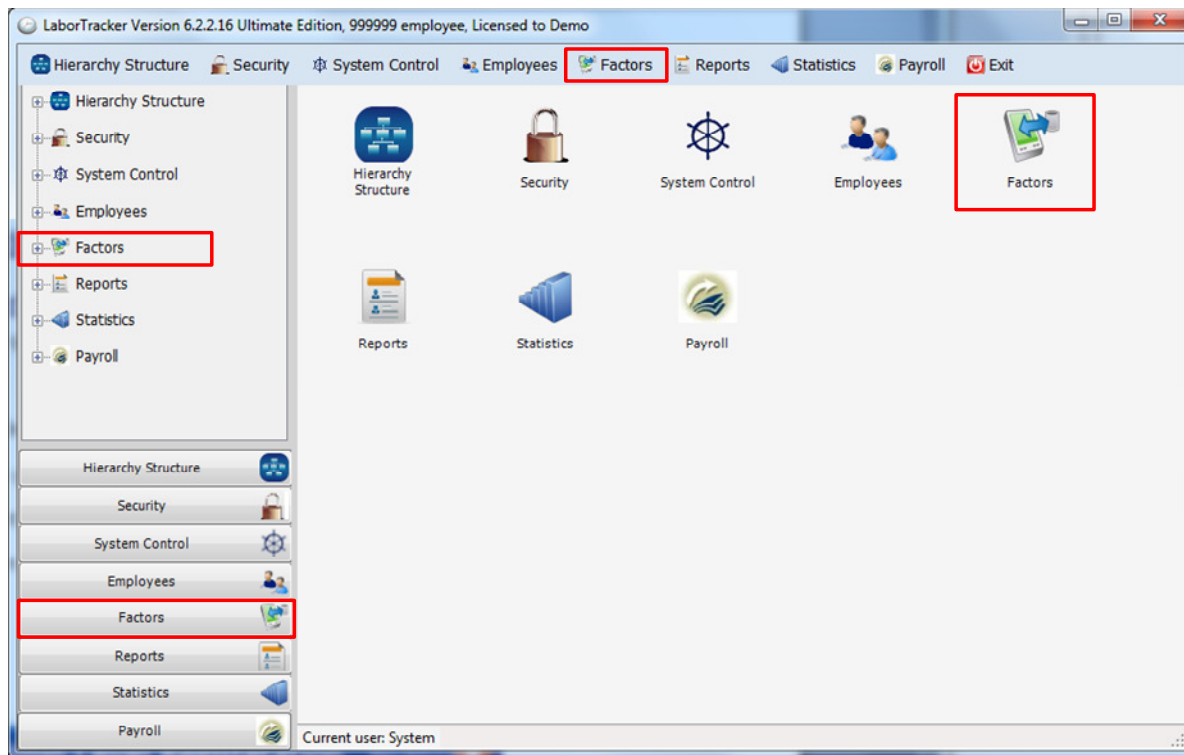 LaborTracker Version 6.2.2.16 Ultimate Edition, 999999 employee, Licensed to Demo
Hierarchy Structure Security System Control Employees Factors Reports Statistics Payroll Exit
Hierarchy Structure
Security
System Control
Employees
Factors
Reports
Statistics
Payroll
Hierarchy
Structure
Security
System Control
Employees
Factors
Reports
Statistics
Payroll
Hierarchy Structure
Security
System Control
Employees
Factors
Reports
Statistics
Payroll
Current user: System